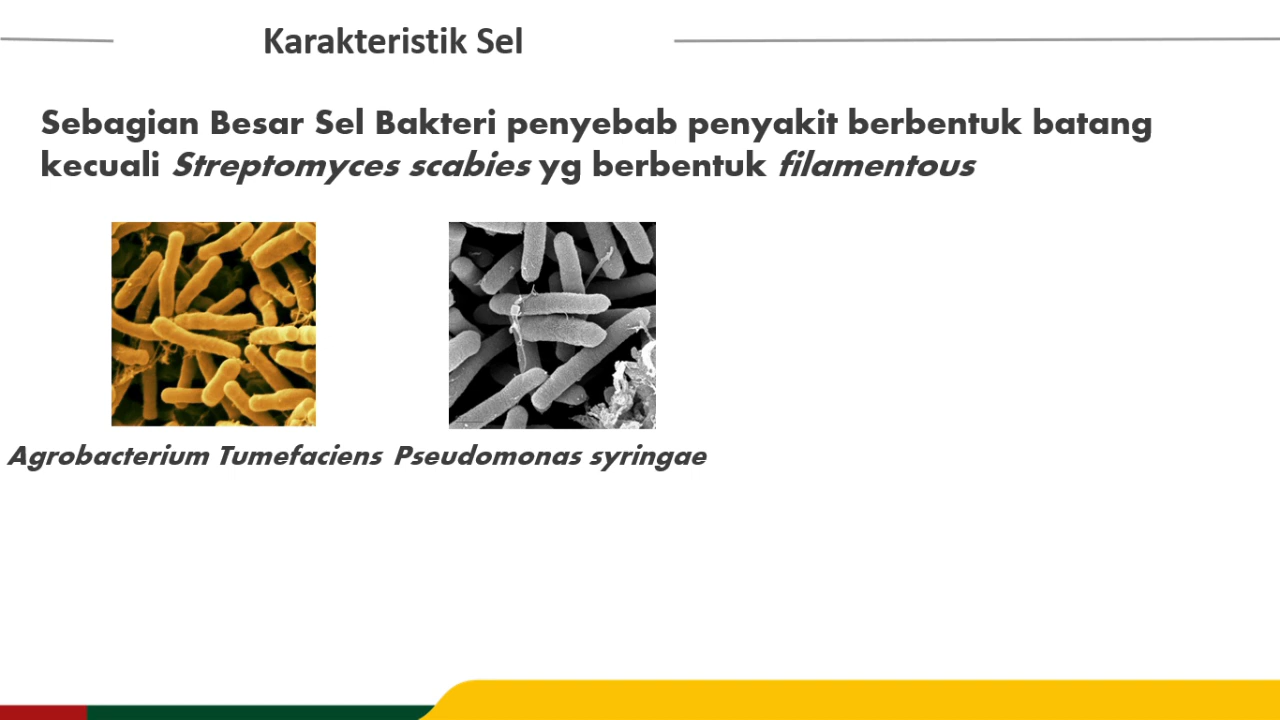 Karakteristik Sel
Sebagian Besar Sel Bakteri penyebab penyakit berbentuk batang
kecuali Streptomyces scabies yg berbentuk filamentous
Agrobacterium Tumefaciens Pseudomonas syringae